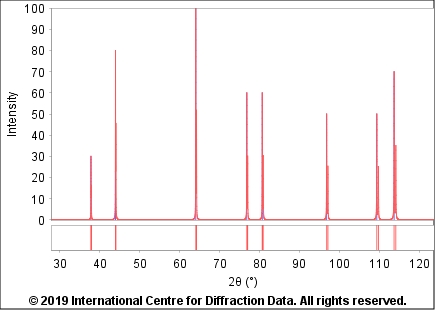 100
90
80
70
60
50
40
30
20
10
0
Intensity
30 40 50 60 70 80 90 100 110 120
2θ (°)
© 2019 International Centre for Diffraction Data. All rights reserved.